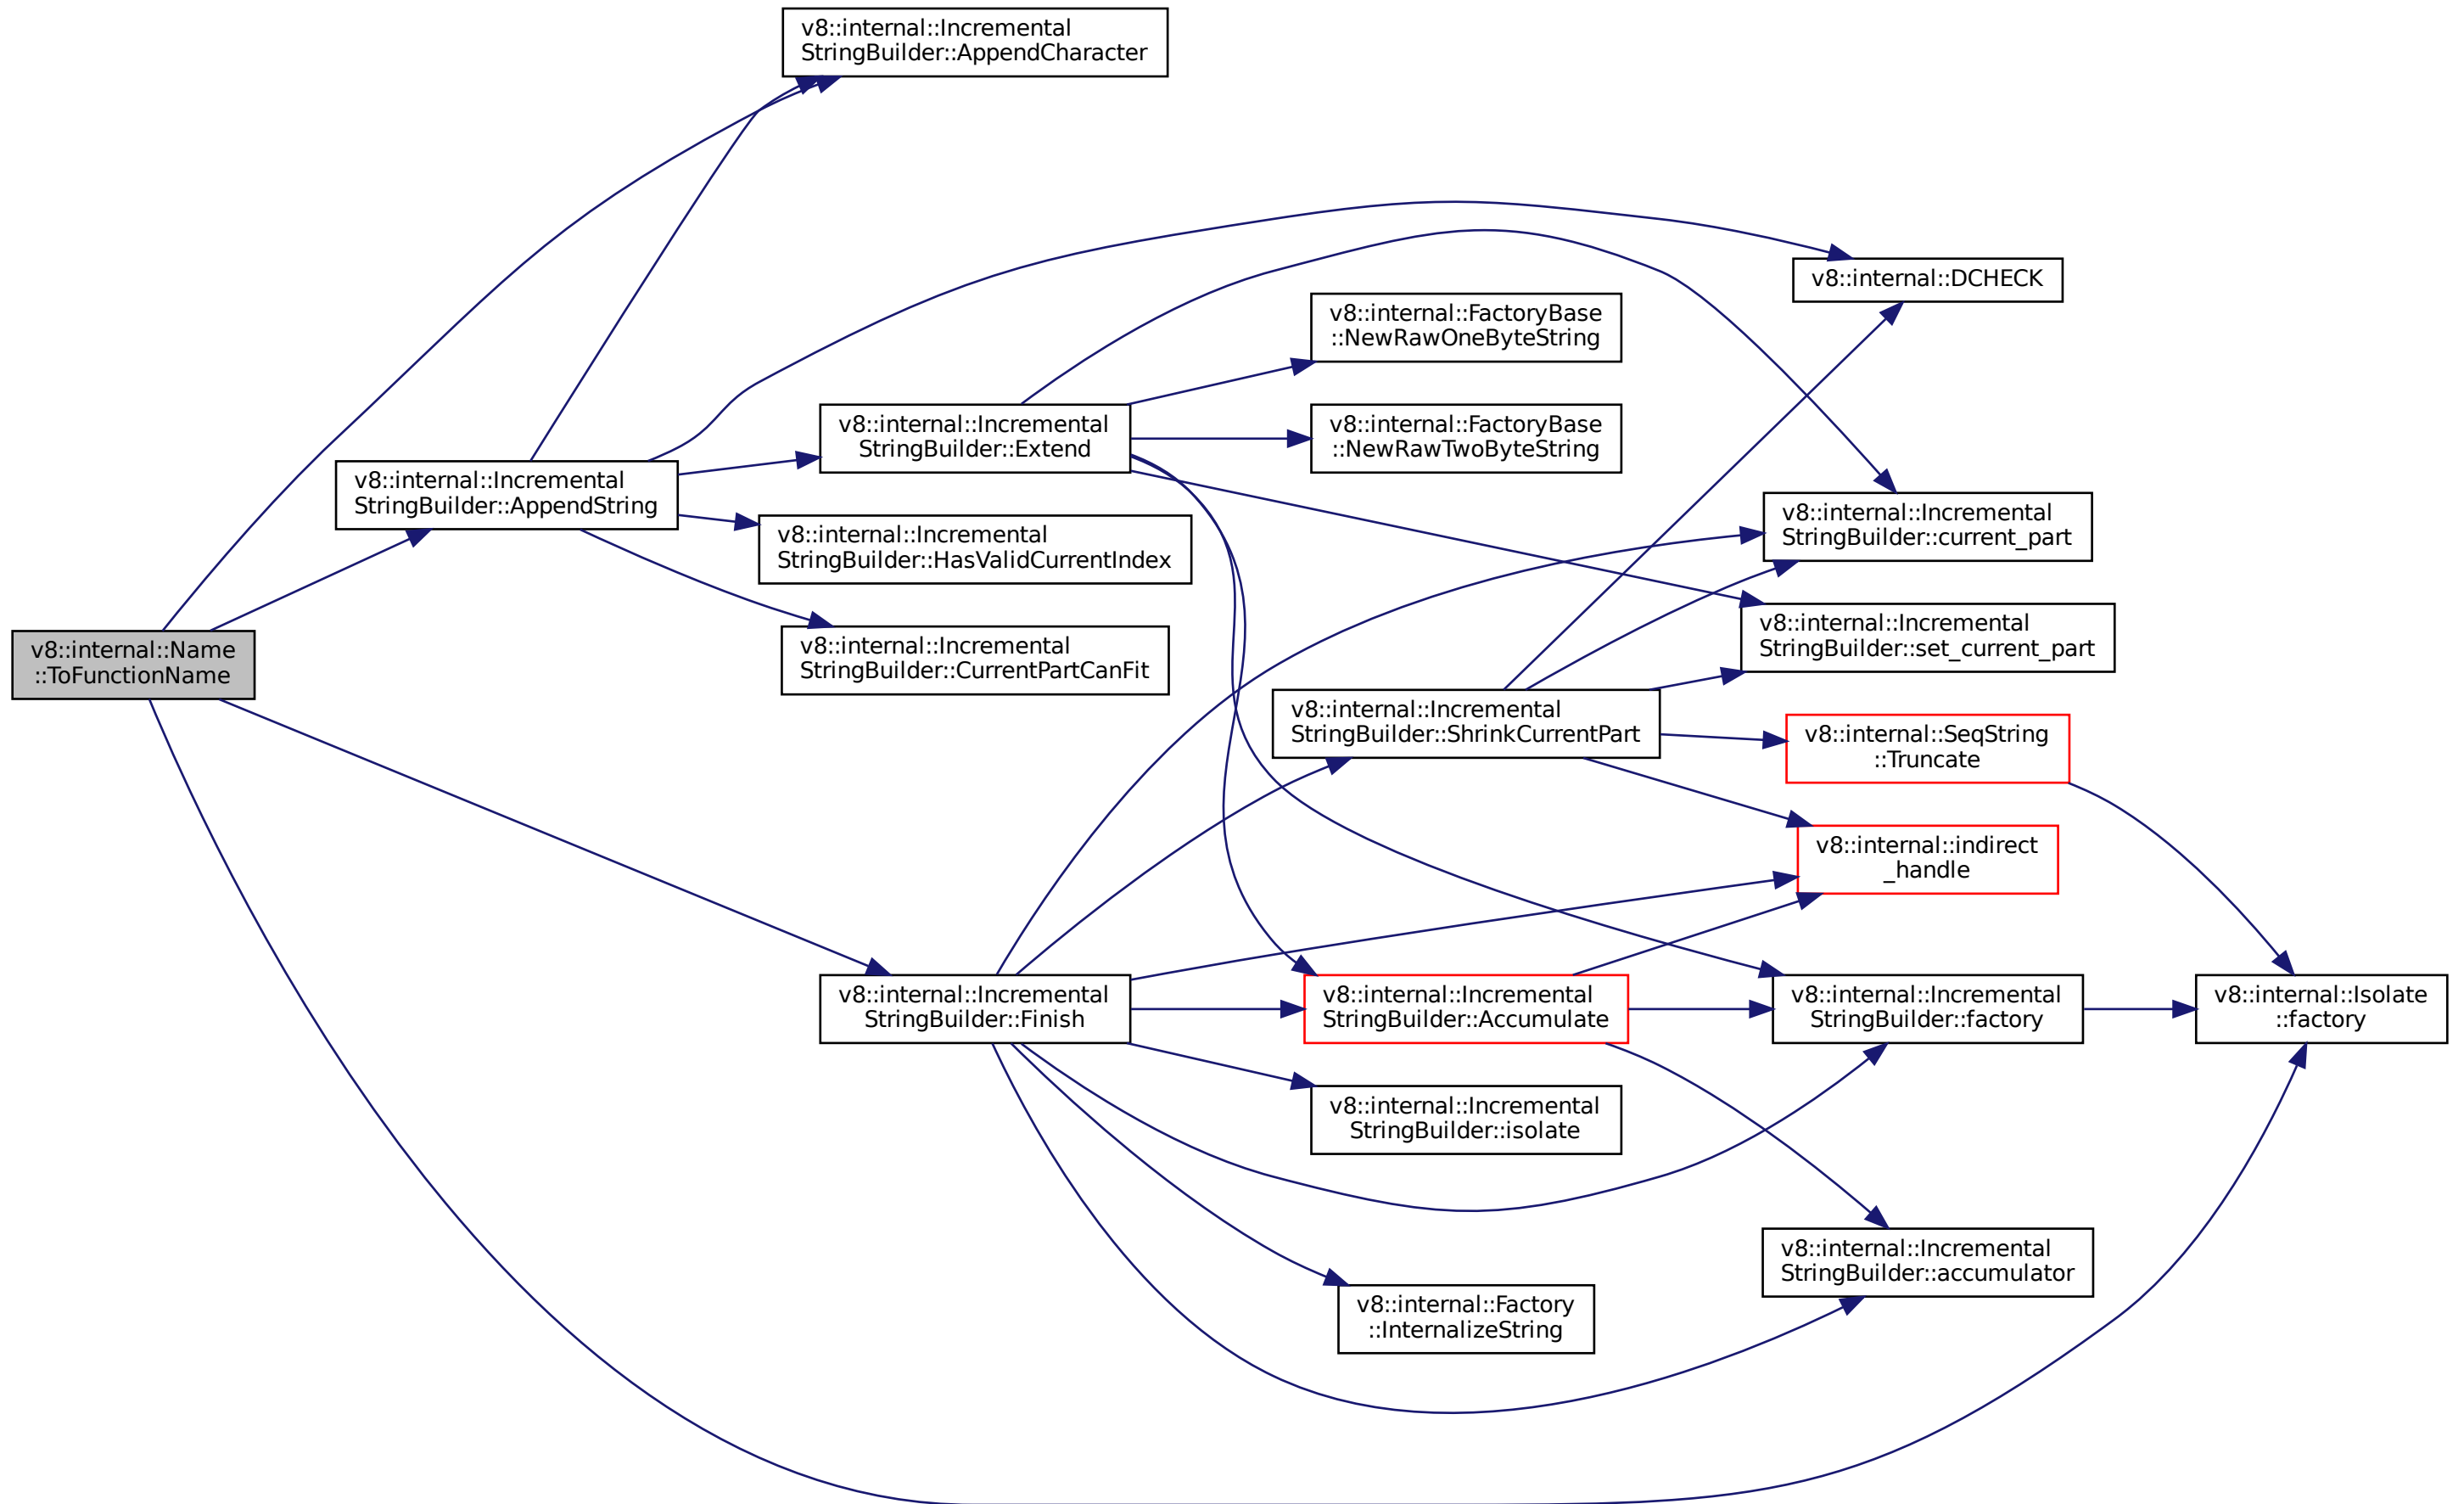 v8::internal::Incremental
StringBuilder::AppendCharacter
v8::internal::DCHECK
v8::internal::FactoryBase
::NewRawOneByteString
v8::internal::Incremental
StringBuilder::Extend
v8::internal::FactoryBase
::NewRawTwoByteString
v8::internal::Incremental
StringBuilder::AppendString
v8::internal::Incremental
StringBuilder::current_part
v8::internal::Incremental
StringBuilder::HasValidCurrentIndex
v8::internal::Name
::ToFunctionName
v8::internal::Incremental
StringBuilder::CurrentPartCanFit
v8::internal::Incremental
StringBuilder::set_current_part
v8::internal::Incremental
StringBuilder::ShrinkCurrentPart
v8::internal::SeqString
::Truncate
v8::internal::indirect
_handle
v8::internal::Incremental
StringBuilder::Finish
v8::internal::Incremental
StringBuilder::Accumulate
v8::internal::Incremental
StringBuilder::factory
v8::internal::Isolate
::factory
v8::internal::Incremental
StringBuilder::isolate
v8::internal::Incremental
StringBuilder::accumulator
v8::internal::Factory
::InternalizeString